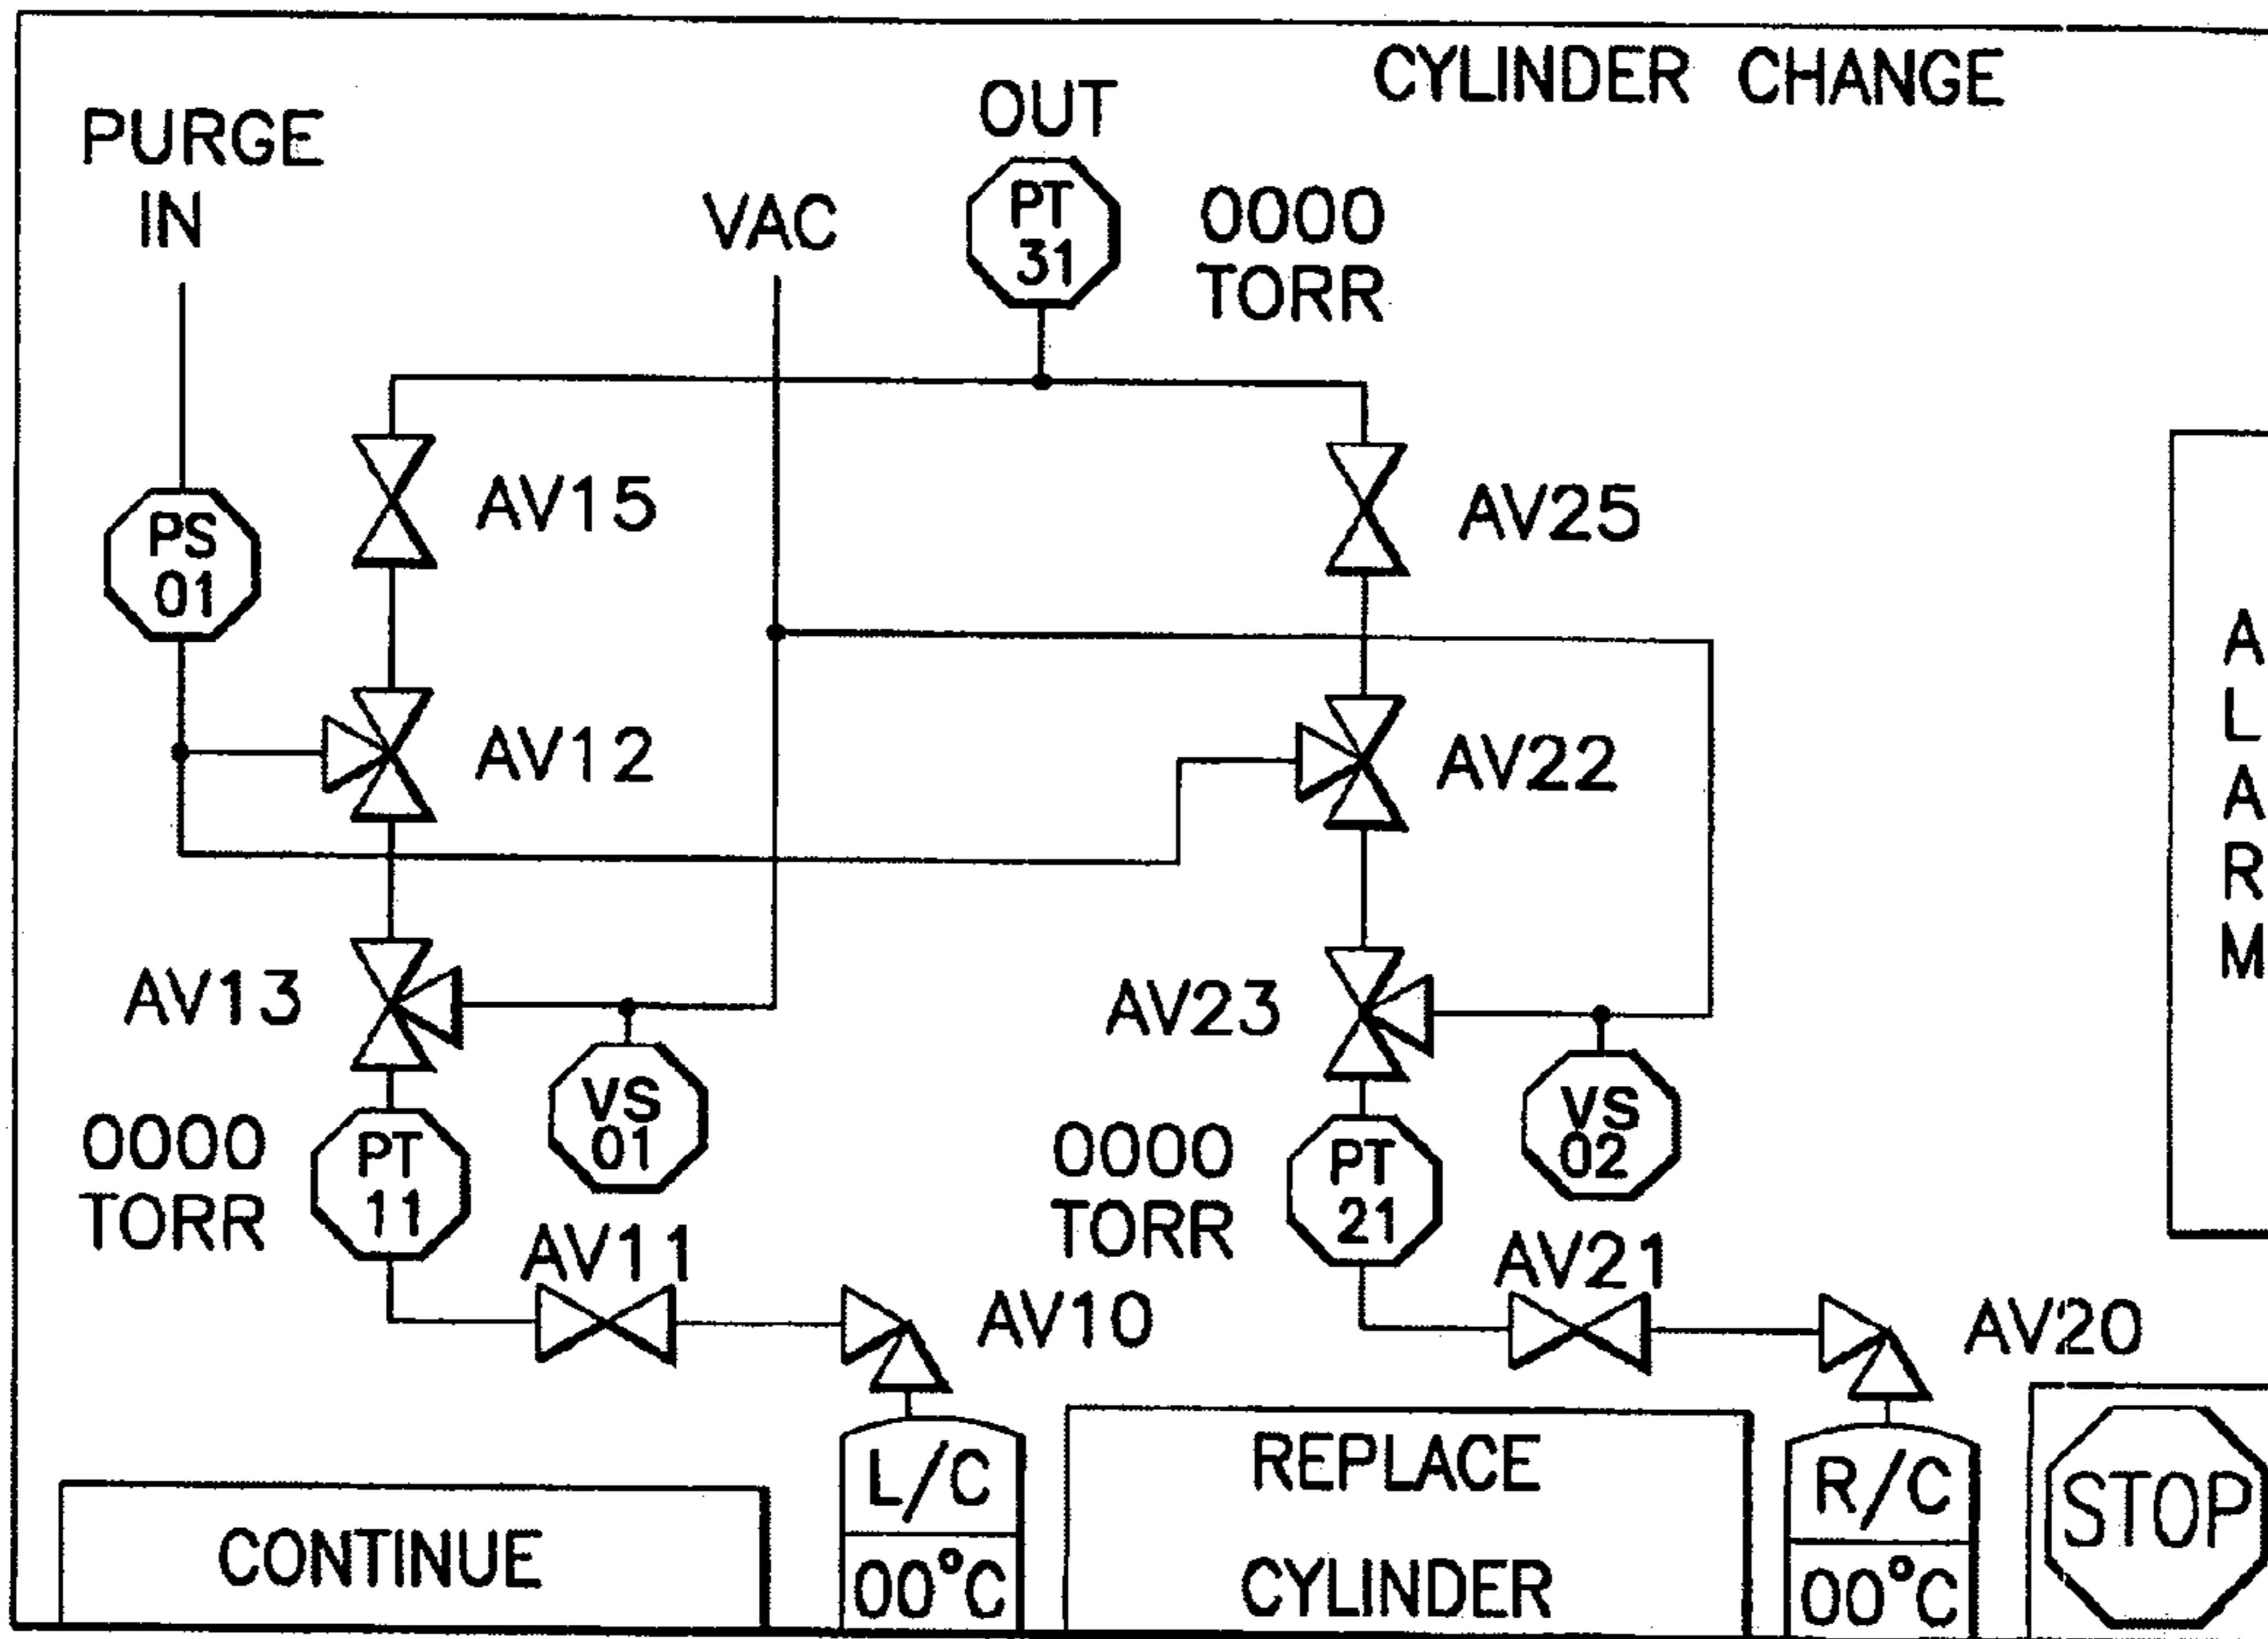 CYLINDER CHANGE
PURGE
IN
VAC
OUT
PT
31
0000
TORR
PS
01
AV15
AV25
AV12
AV22
AV13
AV23
VS
01
VS
02
0000
TORR
PT
11
0000
TORR
PT
21
AV11
AV10
AV21
AV20
L/C
00°C
R/C
00°C
CONTINUE
REPLACE
CYLINDER
STOP
A
L
A
R
M